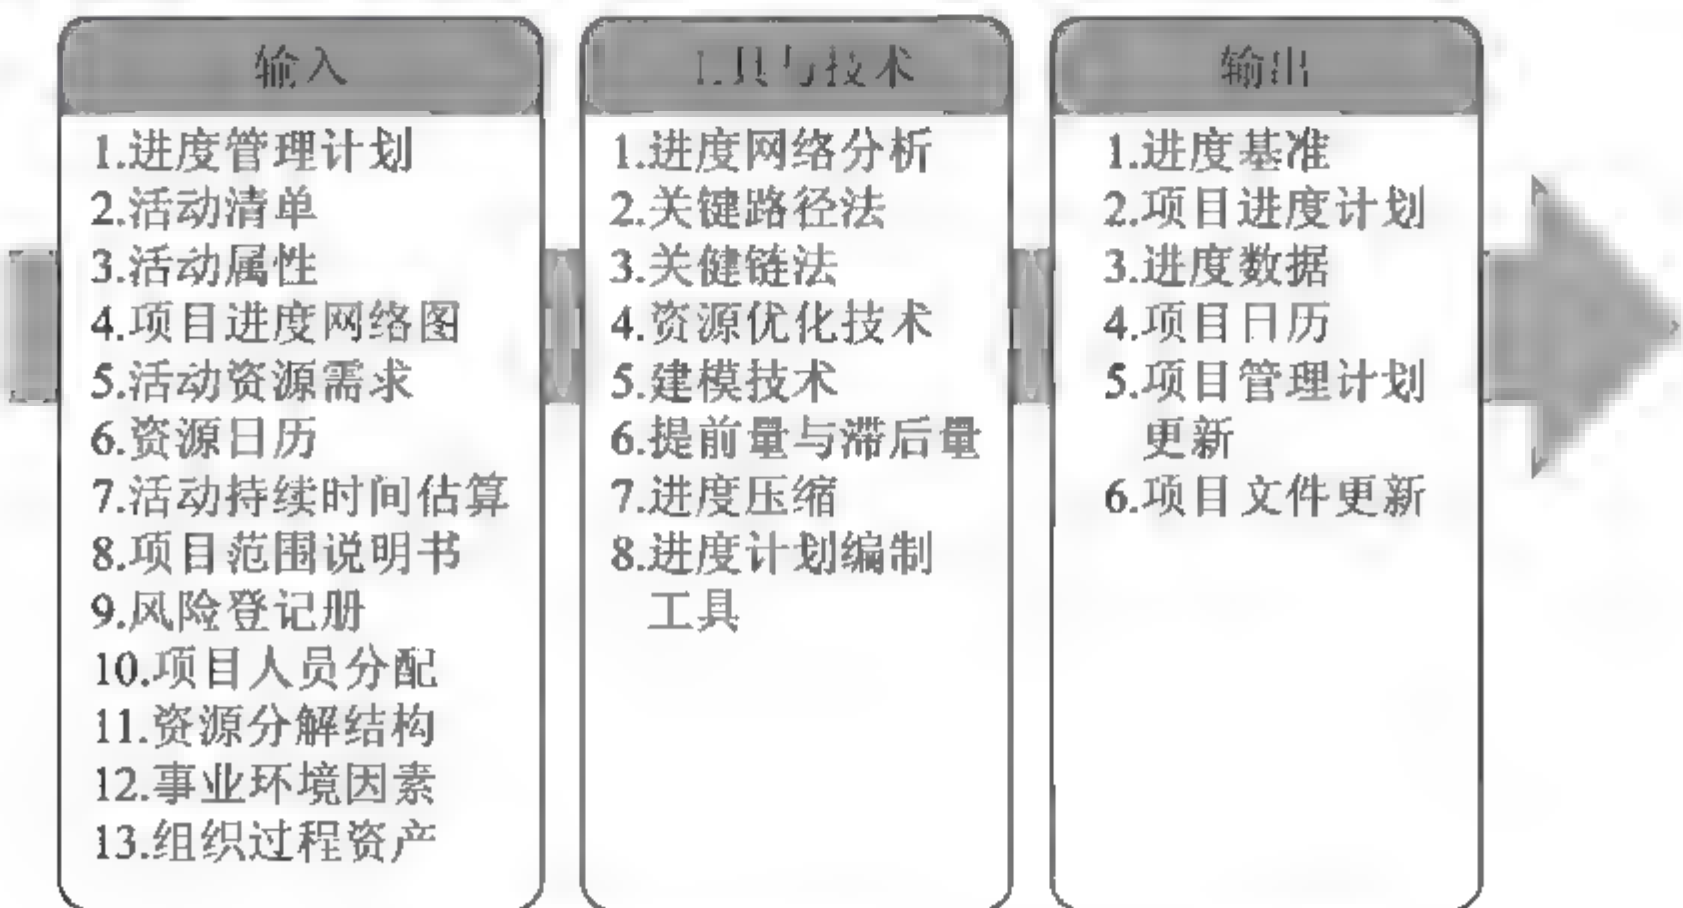 输入
1.进度管理计划
2.活动清单
3.活动属性
4.项目进度网络图
5.活动资源需求
6.资源日历
7.活动持续时间估算
8.项目范围说明书
9.风险登记册
10.项目人员分配
11.资源分解结构
12.事业环境因素
13.组织过程资产
工具与技术
1.进度网络分析
2.关键路径法
3.关健链法
4.资源优化技术
5.建模技术
6.提前量与滞后量
7.进度压缩
8.进度计划编制
工具
输出
1.进度基准
2.项目进度计划
3.进度数据
4.项目日历
5.项目管理计划
更新
6.项目文件更新